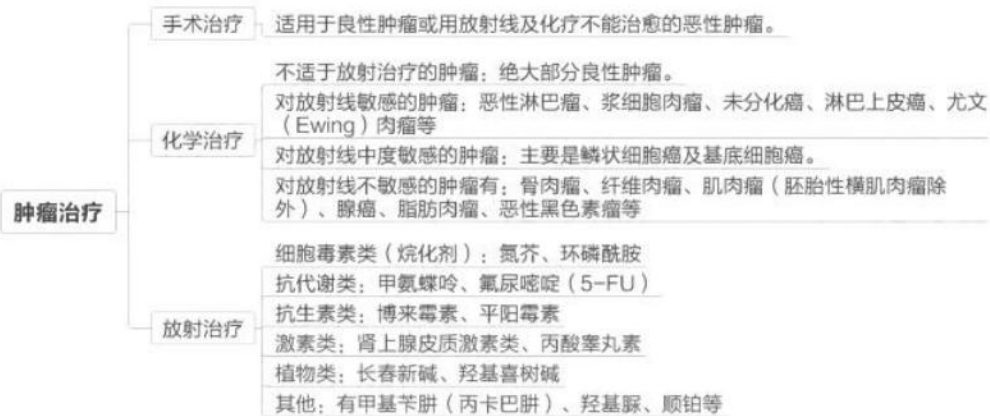 肿瘤治疗
手术治疗
适用于良性肿瘤或用放射线及化疗不能治愈的恶性肿瘤。
化学治疗
不适于放射治疗的肿瘤：绝大部分良性肿瘤。
对放射线敏感的肿瘤：恶性淋巴瘤、浆细胞肉瘤、未分化癌、淋巴上皮癌、尤文
（Ewing）肉瘤等
对放射线中度敏感的肿瘤：主要是鳞状细胞癌及基底细胞癌。
对放射线不敏感的肿瘤有：骨肉瘤、纤维肉瘤、肌肉瘤（胚胎性横肌肉瘤除
外）、腺癌、脂肪肉瘤、恶性黑色素瘤等
放射治疗
细胞毒素类（烷化剂）：氮芥、环磷酰胺
抗代谢类：甲氨蝶呤、氟尿嘧啶（5-FU）
抗生素类：博来霉素、平阳霉素
激素类：肾上腺皮质激素类、丙酸睾丸素
植物类：长春新碱、羟基喜树碱
其他：有甲基苄肼（丙卡巴肼）、羟基脲、顺铂等